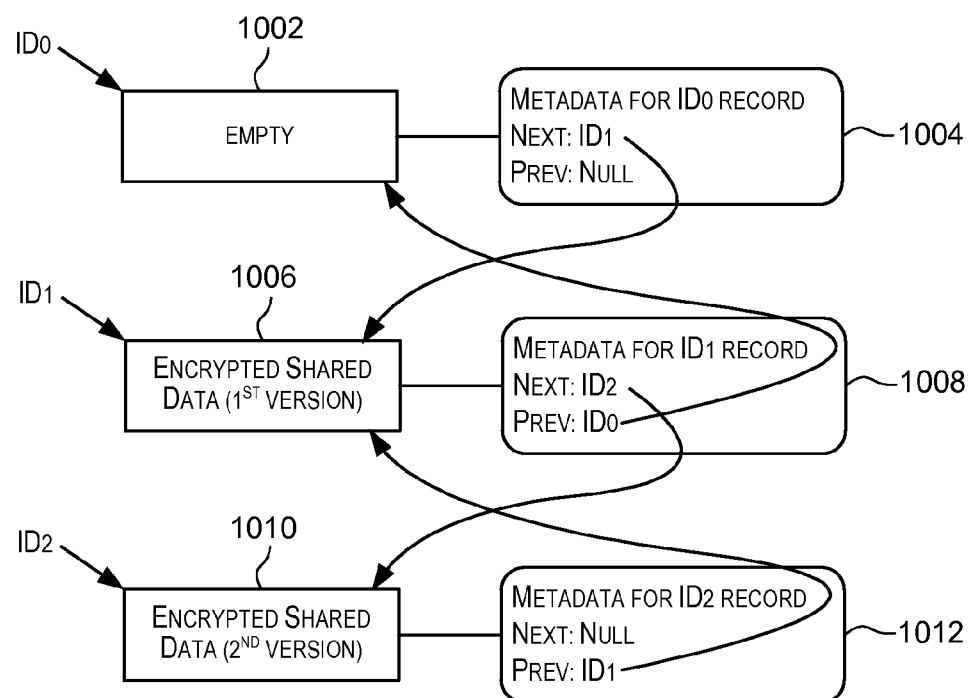 1002
ID0
EMPTY
METADATA FOR ID0 RECORD
NEXT: ID1
PREV: NULL
1004
1006
ID1
ENCRYPTED SHARED
DATA (1ST VERSION)
METADATA FOR ID1 RECORD
NEXT: ID2
PREV: ID0
1008
1010
ID2
ENCRYPTED SHARED
DATA (2ND VERSION)
METADATA FOR ID2 RECORD
NEXT: NULL
PREV: ID1
1012